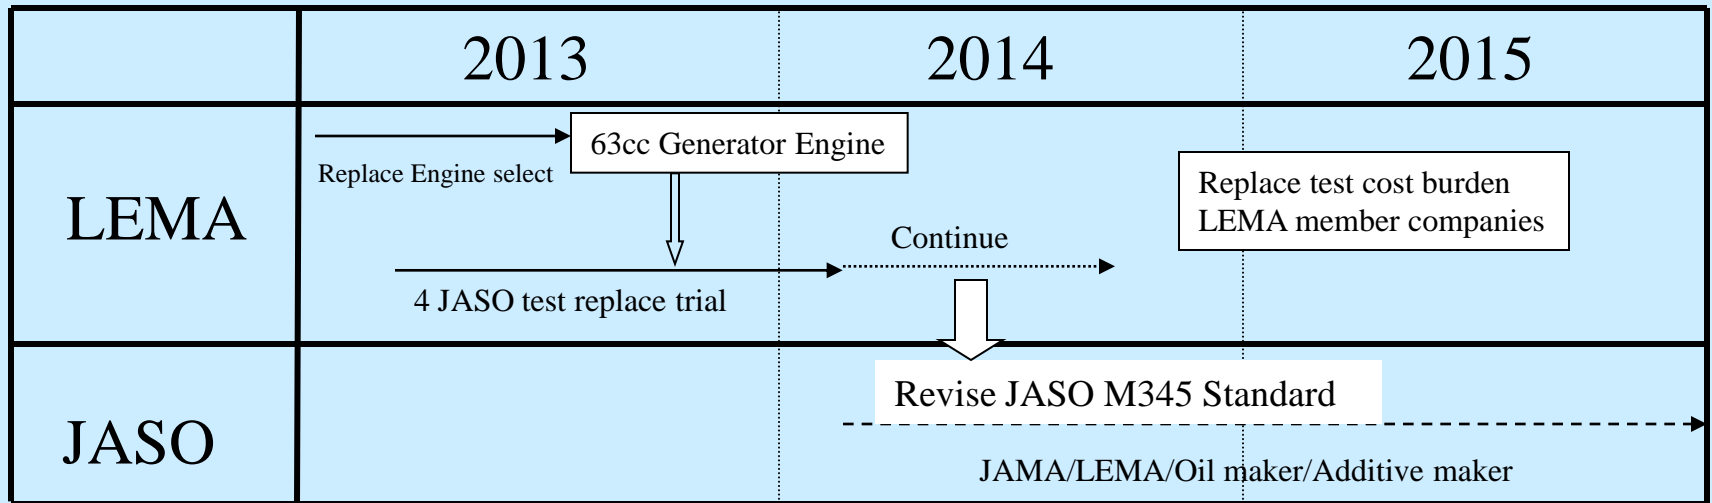 2013
2014
2015
LEMA
Replace Engine select
63cc Generator Engine
Replace test cost burden
LEMA member companies
Continue
4 JASO test replace trial
JASO
Revise JASO M345 Standard
JAMA/LEMA/Oil maker/Additive maker